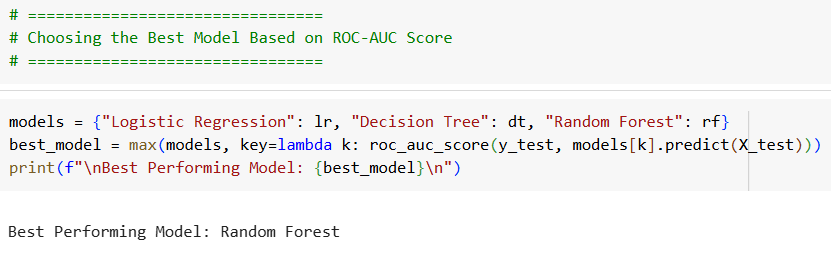 # ================================
# Choosing the Best Model Based on ROC-AUC Score
# ================================
models = {"Logistic Regression": lr, "Decision Tree": dt, "Random Forest": rf}
best_model = max(models, key=lambda k: roc_auc_score(y_test, models[k].predict(X_test)))
print(f"\nBest Performing Model: {best_model}\n")
Best Performing Model: Random Forest